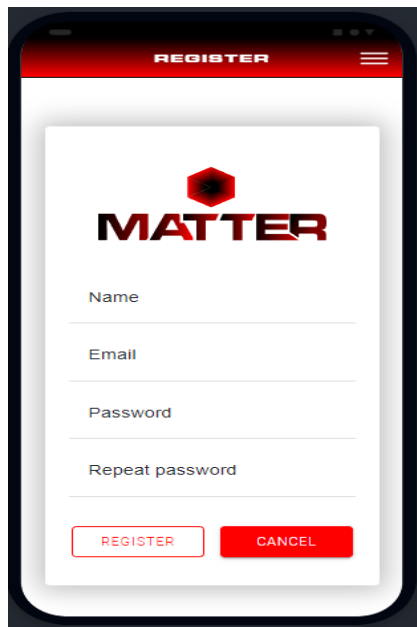 REGISTER
MATTER
Name
Email
Password
Repeat password
REGISTER CANCEL